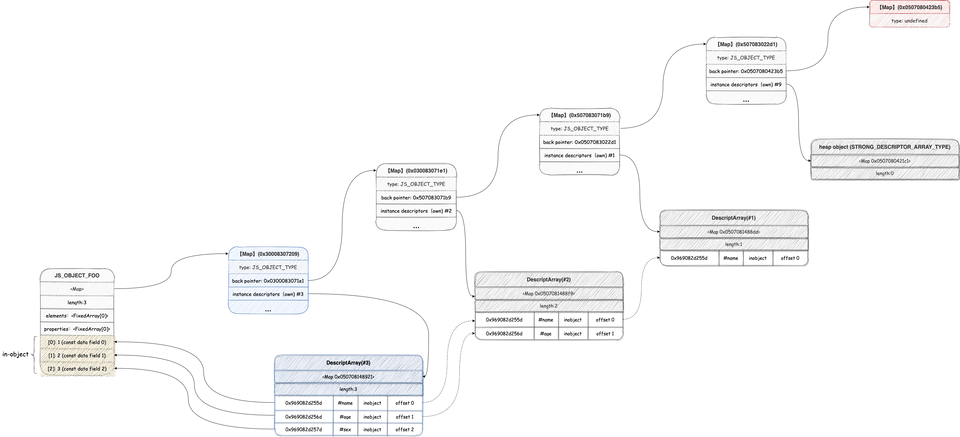 【Map】(0x0507080423b5)
type: undefined
【Map】(0x507083022d1)
type: JS_OBJECT_TYPE
back pointer: 0x0507080423b5
instance descriptors (own) #9
...
【Map】(0x507083071b9)
type: JS_OBJECT_TYPE
back pointer: 0x0507083022d1
instance descriptors (own) #1
...
heap object (STRONG_DESCRIPTOR_ARRAY_TYPE)
<Map 0x0507080421c1>
length:0
【Map】(0x030083071e1)
type: JS_OBJECT_TYPE
back pointer: 0x507083071b9
instance descriptors (own) #2
...
DescriptArray(#1)
<Map 0x0507081488dd>
length:1
0x969082d255d #name inobject offset 0
【Map】(0x30008307209)
type: JS_OBJECT_TYPE
back pointer: 0x0300083071e1
instance descriptors (own) #3
...
DescriptArray(#2)
<Map 0x0507081488f9>
length:2
0x969082d255d #name inobject offset 0
0x969082d256d #age inobject offset 1
JS_OBJECT_FOO
<Map>
length:3
elements: <FixedArray[0]>
properties: <FixedArray[0]>
in-object
[0]: 1 (const data field 0)
[1]: 2 (const data field 1)
[2]: 3 (const data field 2)
DescriptArray(#3)
<Map 0x050708148921>
length:3
0x969082d255d #name inobject offset 0
0x969082d256d #age inobject offset 1
0x969082d257d #sex inobject offset 2